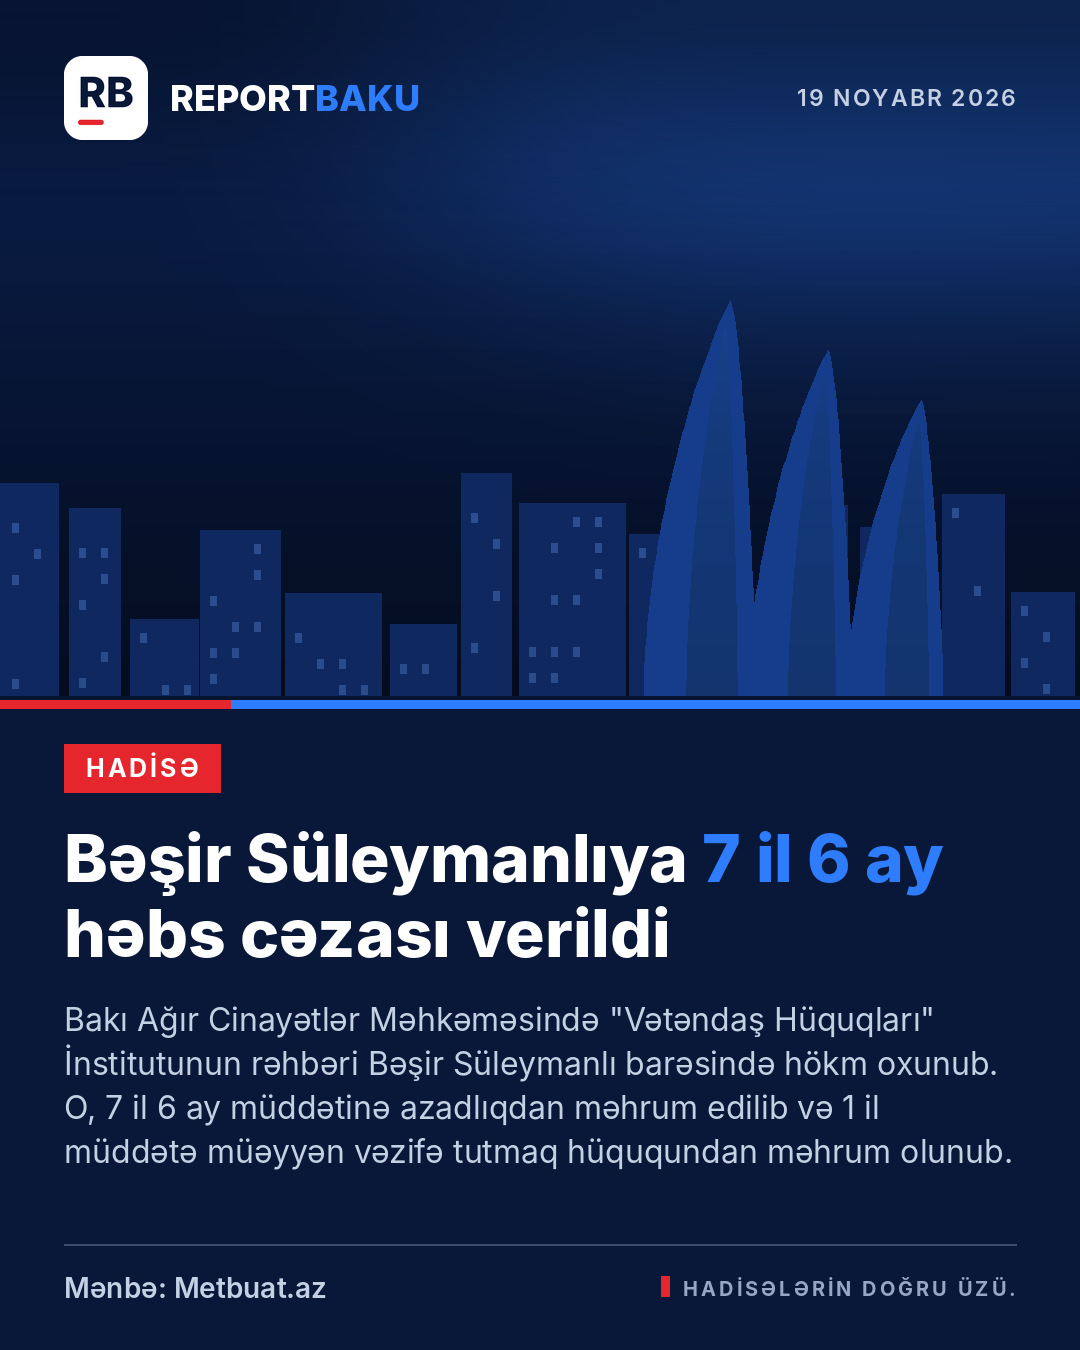 RB
REPORTBAKU
19 NOYABR 2026
HADİSƏ
Bəşir Süleymanlıya 7 il 6 ay
həbs cəzası verildi
Bakı Ağır Cinayətlər Məhkəməsində "Vətəndaş Hüquqları"
İnstitutunun rəhbəri Bəşir Süleymanlı barəsində hökm oxunub.
O, 7 il 6 ay müddətinə azadlıqdan məhrum edilib və 1 il
müddətə müəyyən vəzifə tutmaq hüququndan məhrum olunub.
Mənbə: Metbuat.az
HADİSƏLƏRİN DOĞRU ÜZÜ.